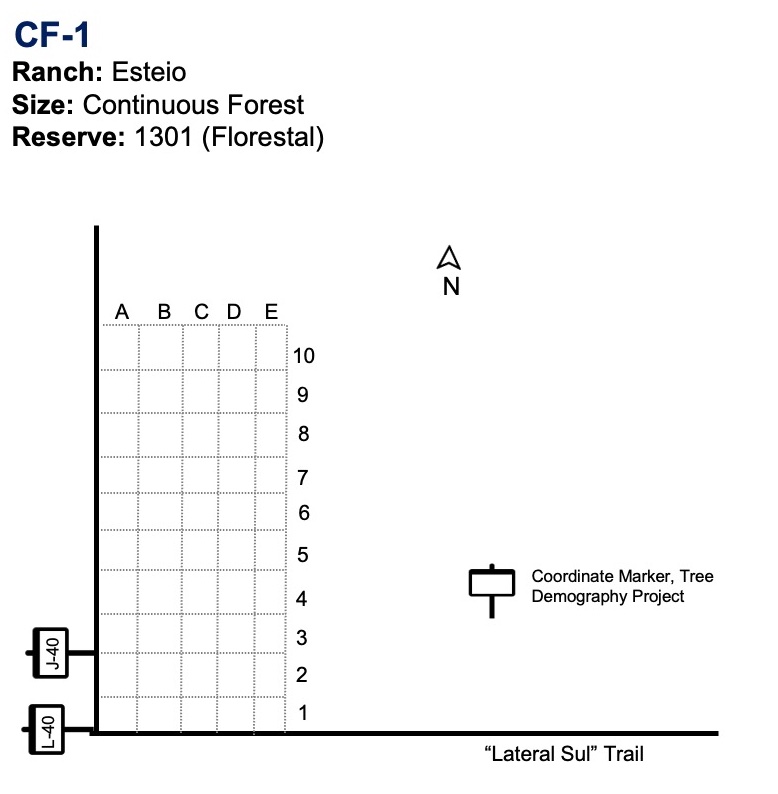 CF-1
Ranch: Esteio
Size: Continuous Forest
Reserve: 1301 (Florestal)
N
A B C D E
10
9
8
7
6
5
4
3
2
1
Coordinate Marker, Tree
Demography Project
J-40
L-40
“Lateral Sul” Trail